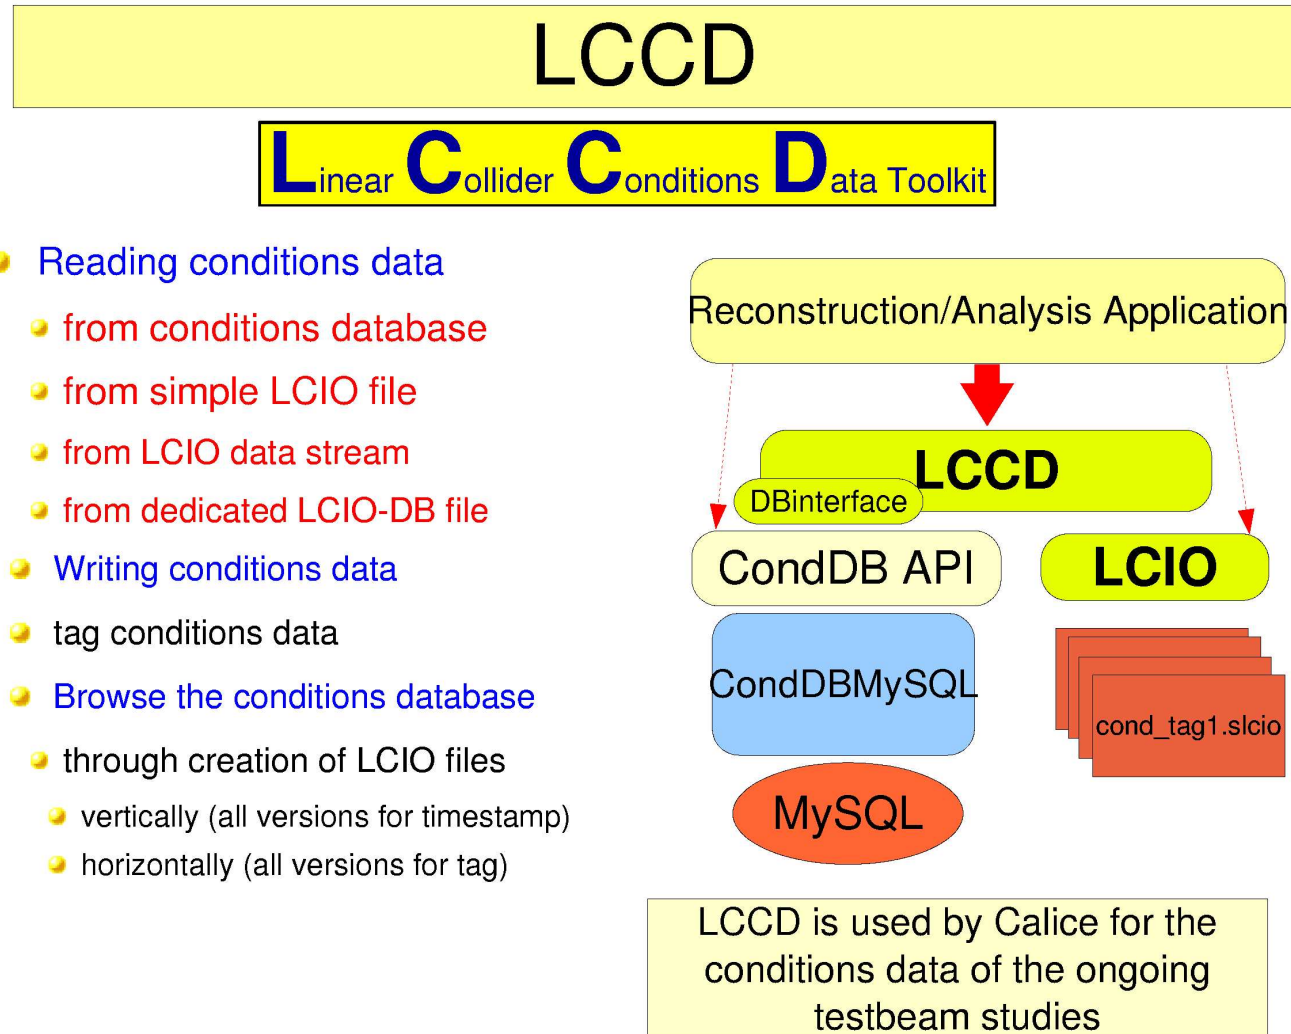 LCCD
Linear Collider Conditions Data Toolkit
Reading conditions data
from conditions database
from simple LCIO file
from LCIO data stream
from dedicated LCIO-DB file
Writing conditions data
tag conditions data
Browse the conditions database
through creation of LCIO files
vertically (all versions for timestamp)
horizontally (all versions for tag)
Reconstruction/Analysis Application
LCCD
DBinterface
CondDB API
LCIO
CondDBMySQL
cond_tag1.slcio
MySQL
LCCD is used by Calice for the
conditions data of the ongoing
testbeam studies